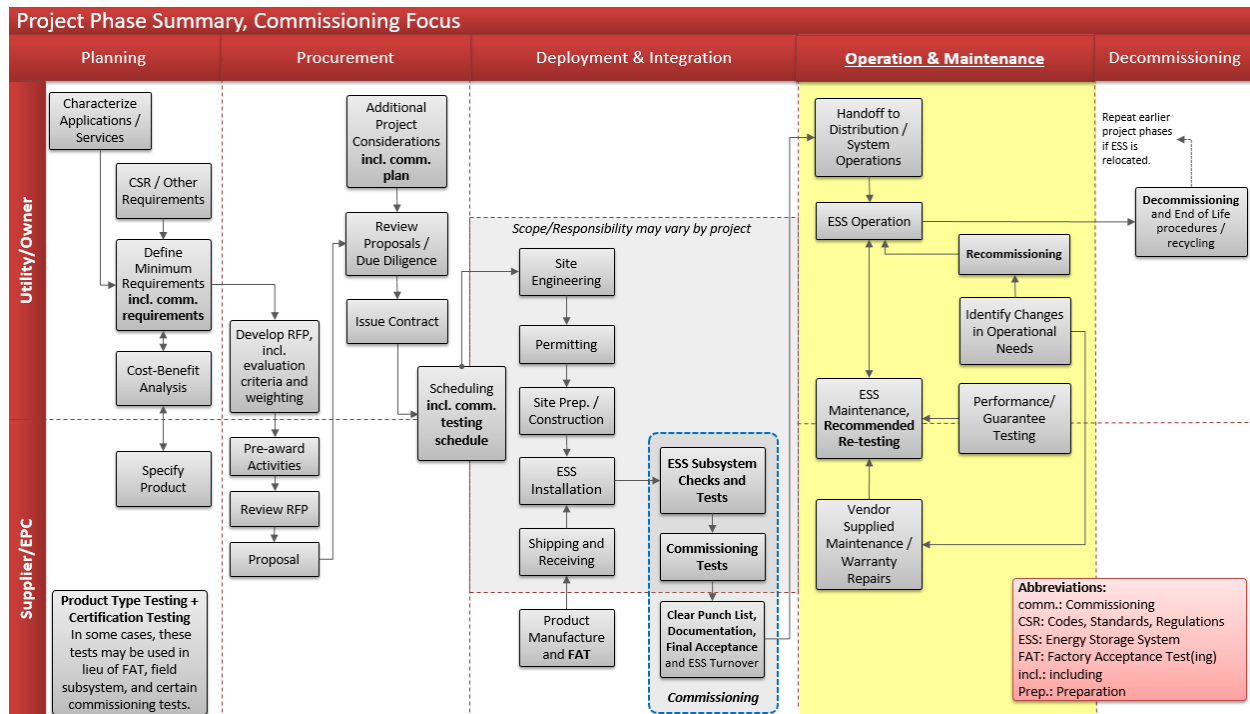 Project Phase Summary, Commissioning Focus
Planning
Procurement
Deployment & Integration
Operation & Maintenance
Decommissioning
Utility/Owner
Supplier/EPC
Characterize
Applications /
Services
CSR / Other
Requirements
Define
Minimum
Requirements
incl. comm.
requirements
Cost-Benefit
Analysis
Specify
Product
Product Type Testing +
Certification Testing
In some cases, these
tests may be used in
lieu of FAT, field
subsystem, and certain
commissioning tests.
Develop RFP,
incl.
evaluation
criteria and
weighting
Pre-award
Activities
Review RFP
Proposal
Additional
Project
Considerations
incl. comm.
plan
Review
Proposals /
Due Diligence
Issue Contract
Scheduling
incl. comm.
testing
schedule
Scope/Responsibility may vary by project
Site
Engineering
Permitting
Site Prep. /
Construction
ESS
Installation
Shipping and
Receiving
Product
Manufacture
and FAT
ESS Subsystem
Checks and
Tests
Commissioning
Tests
Clear Punch List,
Documentation,
Final Acceptance
and ESS Turnover
Commissioning
Handoff to
Distribution /
System
Operations
ESS Operation
Recommissioning
Identify Changes
in Operational
Needs
ESS
Maintenance,
Recommended
Re-testing
Performance/
Guarantee
Testing
Vendor
Supplied
Maintenance /
Warranty
Repairs
Repeat earlier
project phases
if ESS is
relocated.
Decommissioning
and End of Life
procedures /
recycling
Abbreviations:
comm.: Commissioning
CSR: Codes, Standards, Regulations
ESS: Energy Storage System
FAT: Factory Acceptance Test(ing)
incl.: including
Prep.: Preparation